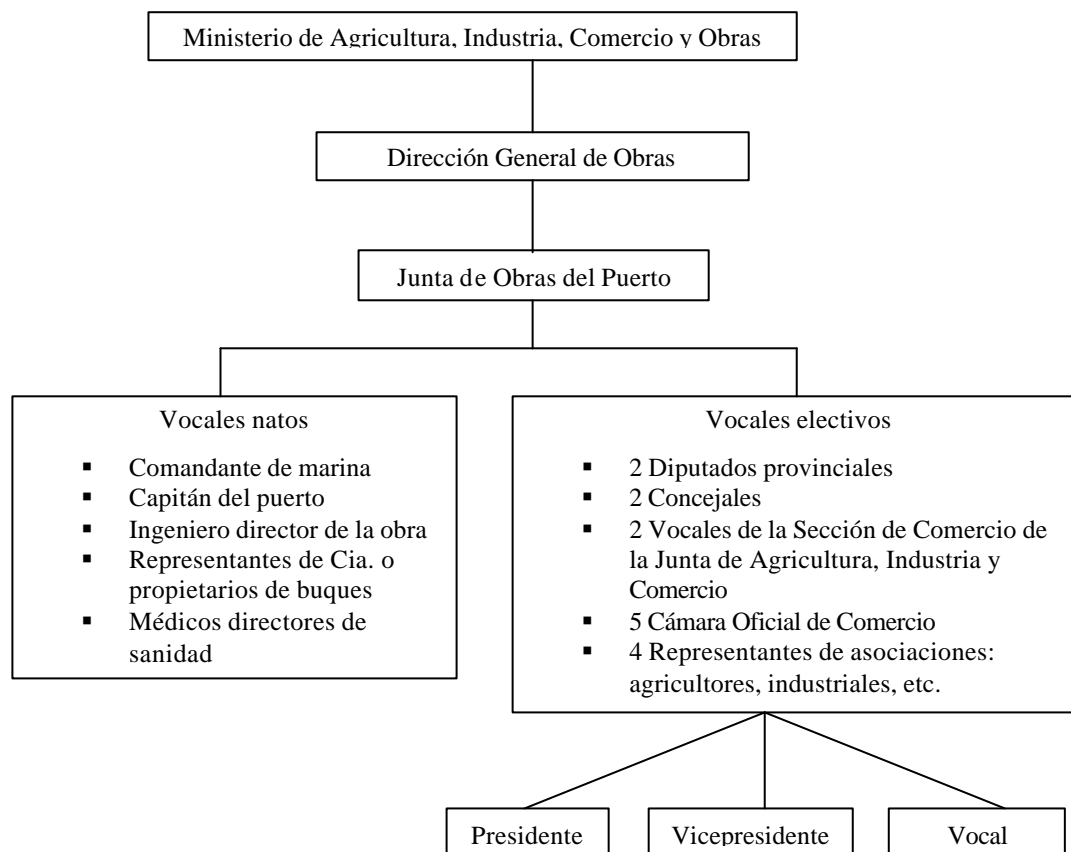 Ministerio de Agricultura, Industria, Comercio y Obras
Dirección General de Obras
Junta de Obras del Puerto
Vocales natos
▪ Comandante de marina
▪ Capitán del puerto
▪ Ingeniero director de la obra
▪ Representantes de Cia. o
propietarios de buques
▪ Médicos directores de
sanidad
Vocales electivos
▪ 2 Diputados provinciales
▪ 2 Concejales
▪ 2 Vocales de la Sección de Comercio de
la Junta de Agricultura, Industria y
Comercio
▪ 5 Cámara Oficial de Comercio
▪ 4 Representantes de asociaciones:
agricultores, industriales, etc.
Presidente
Vicepresidente
Vocal